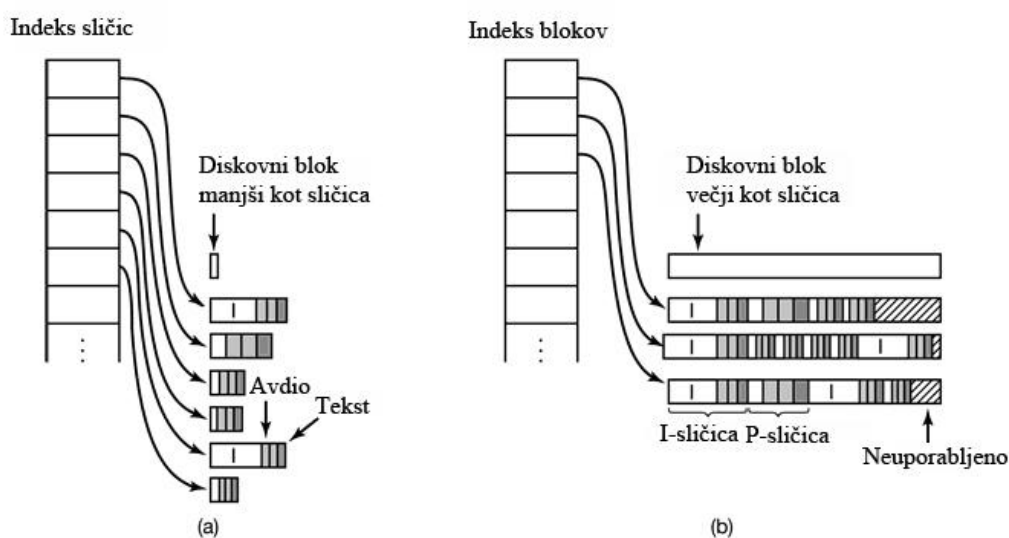 Indeks sličic
Diskovni blok
manjši kot sličica
Avdio
Tekst
I
I
(a)
Indeks blokov
Diskovni blok
večji kot sličica
I
I
I
I
I
I-sličica
P-sličica
Neuporabljeno
(b)